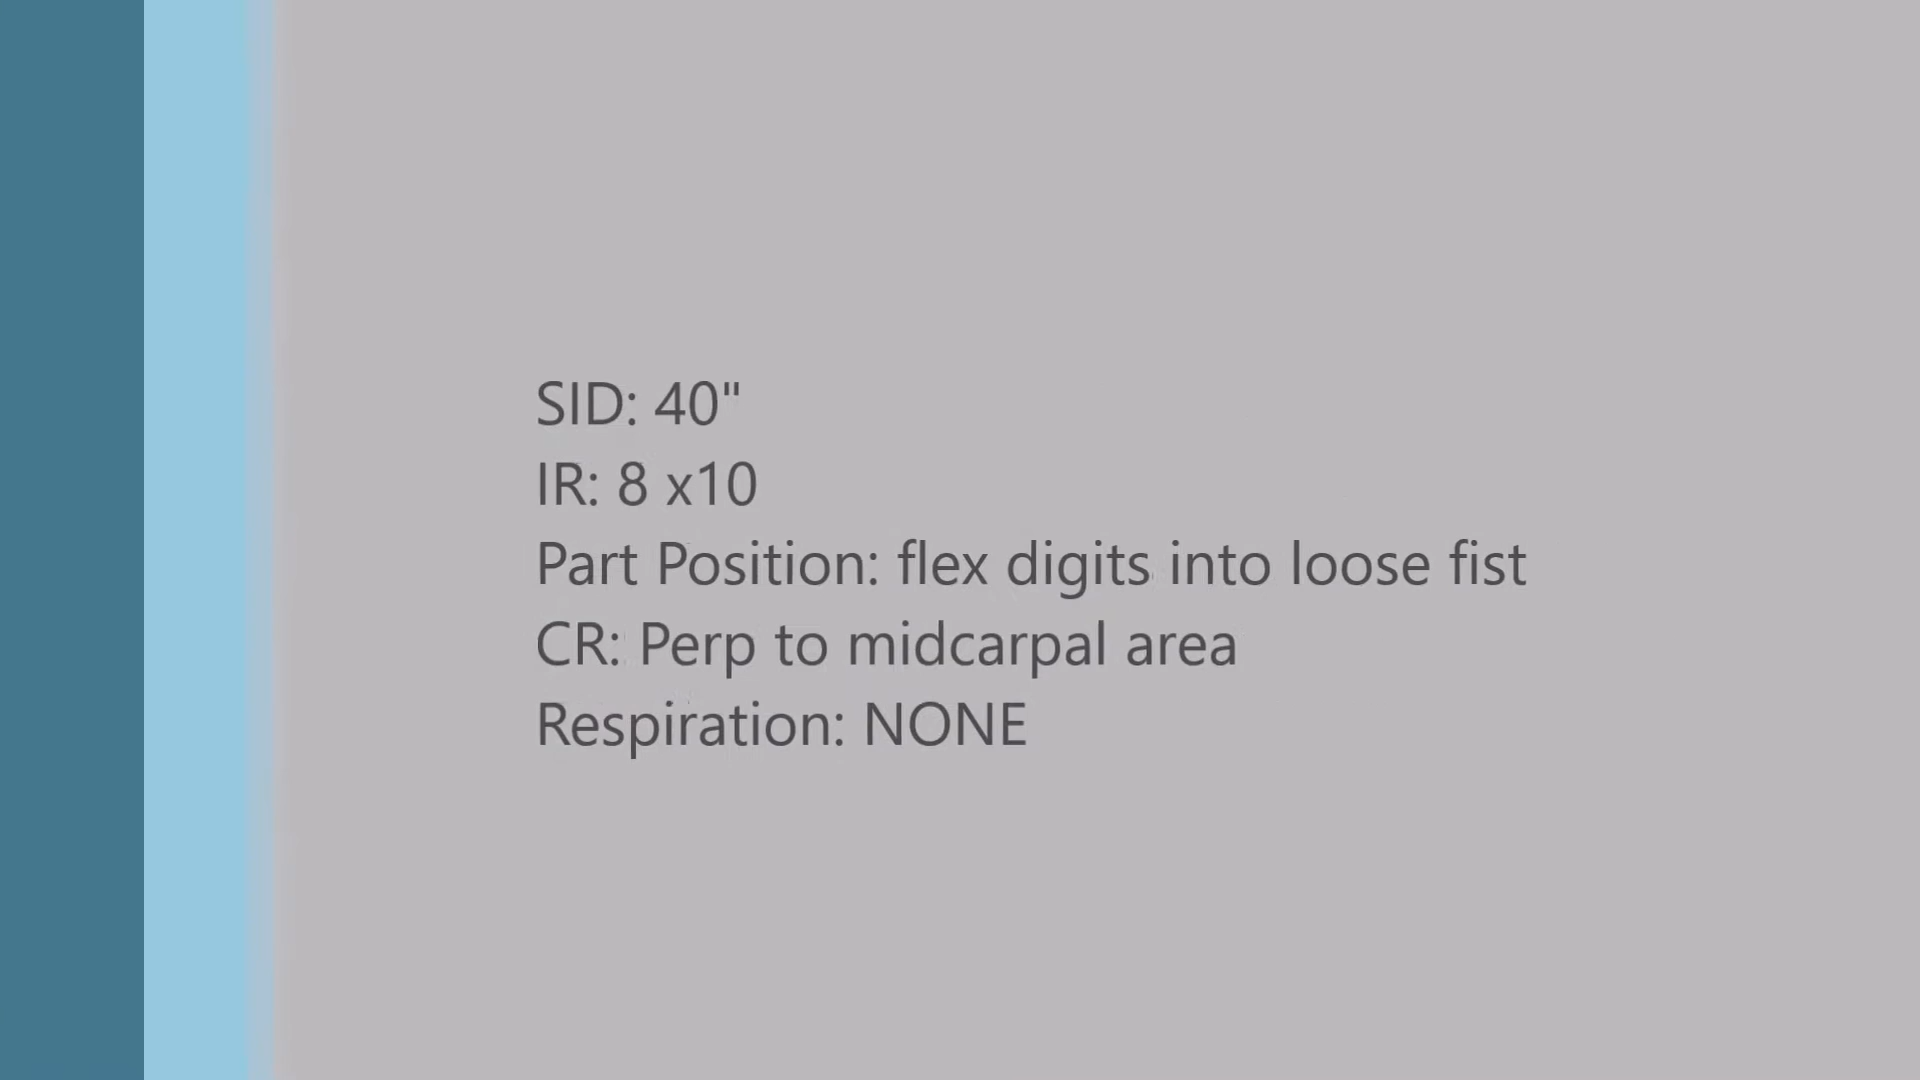 SID: 40"
IR: 8 x10
Part Position: flex digits into loose fist
CR: Perp to midcarpal area
Respiration: NONE